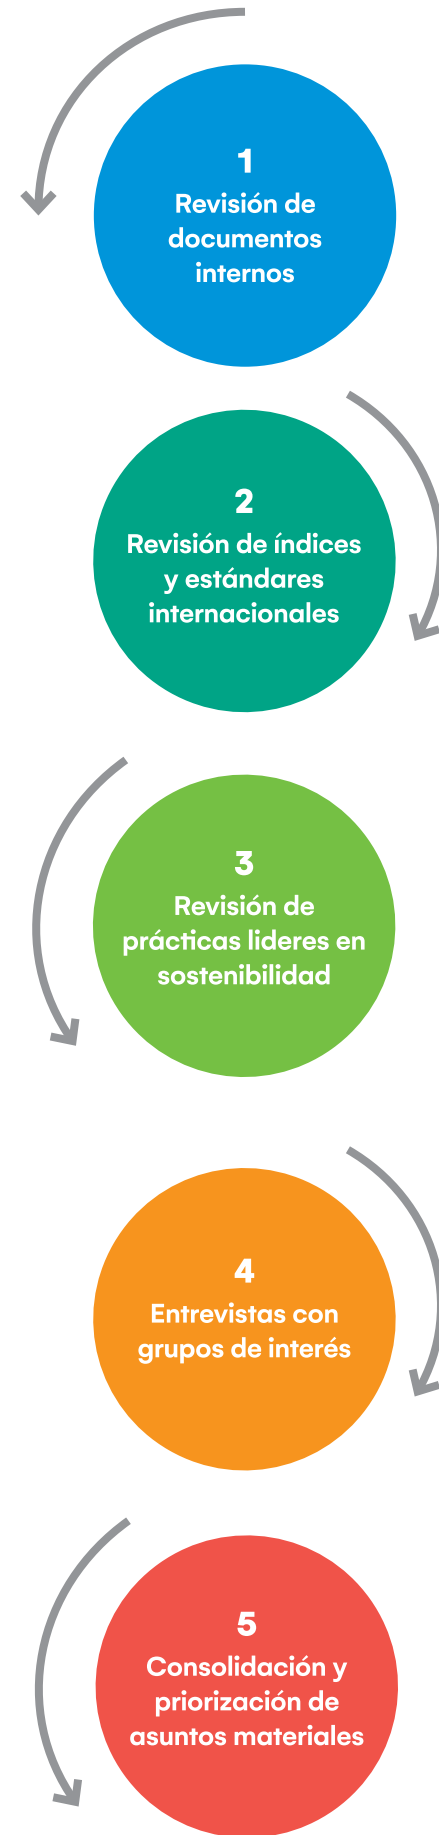 1
Revisión de
documentos
internos
2
Revisión de índices
y estándares
internacionales
3
Revisión de
prácticas lideres en
sostenibilidad
4
Entrevistas con
grupos de interés
5
Consolidación y
priorización de
asuntos materiales